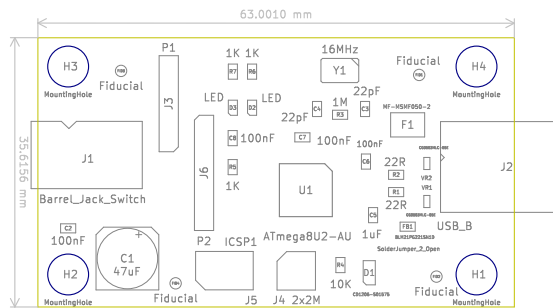 63.0010 mm
35.6156 mm
H3
MountingHole
Fiducial
P1
J3
1K 1K
R7 R6
LED
D3 D2
LED
16MHz
Y1
22pF
C4
1M
R3
22pF
C3
Fiducial
H4
MountingHole
MF-MSMF050-2
F1
J1
Barrel_Jack_Switch
J6
C8
100nF
C7
100nF
100nF
C6
R5
1K
U1
ATmega8U2-AU
22R
R2
R1
22R
VR2
VR1
J2
USB_B
C5
1uF
FB1
BLM21PG221SN1D
SolderJumper_2_Open
C2
100nF
C1
47uF
+
H2
MountingHole
Fiducial
P2
ICSP1
J5
J4 2x2M
R4
10K
D1
CD1206-S01575
Fiducial
H1
MountingHole